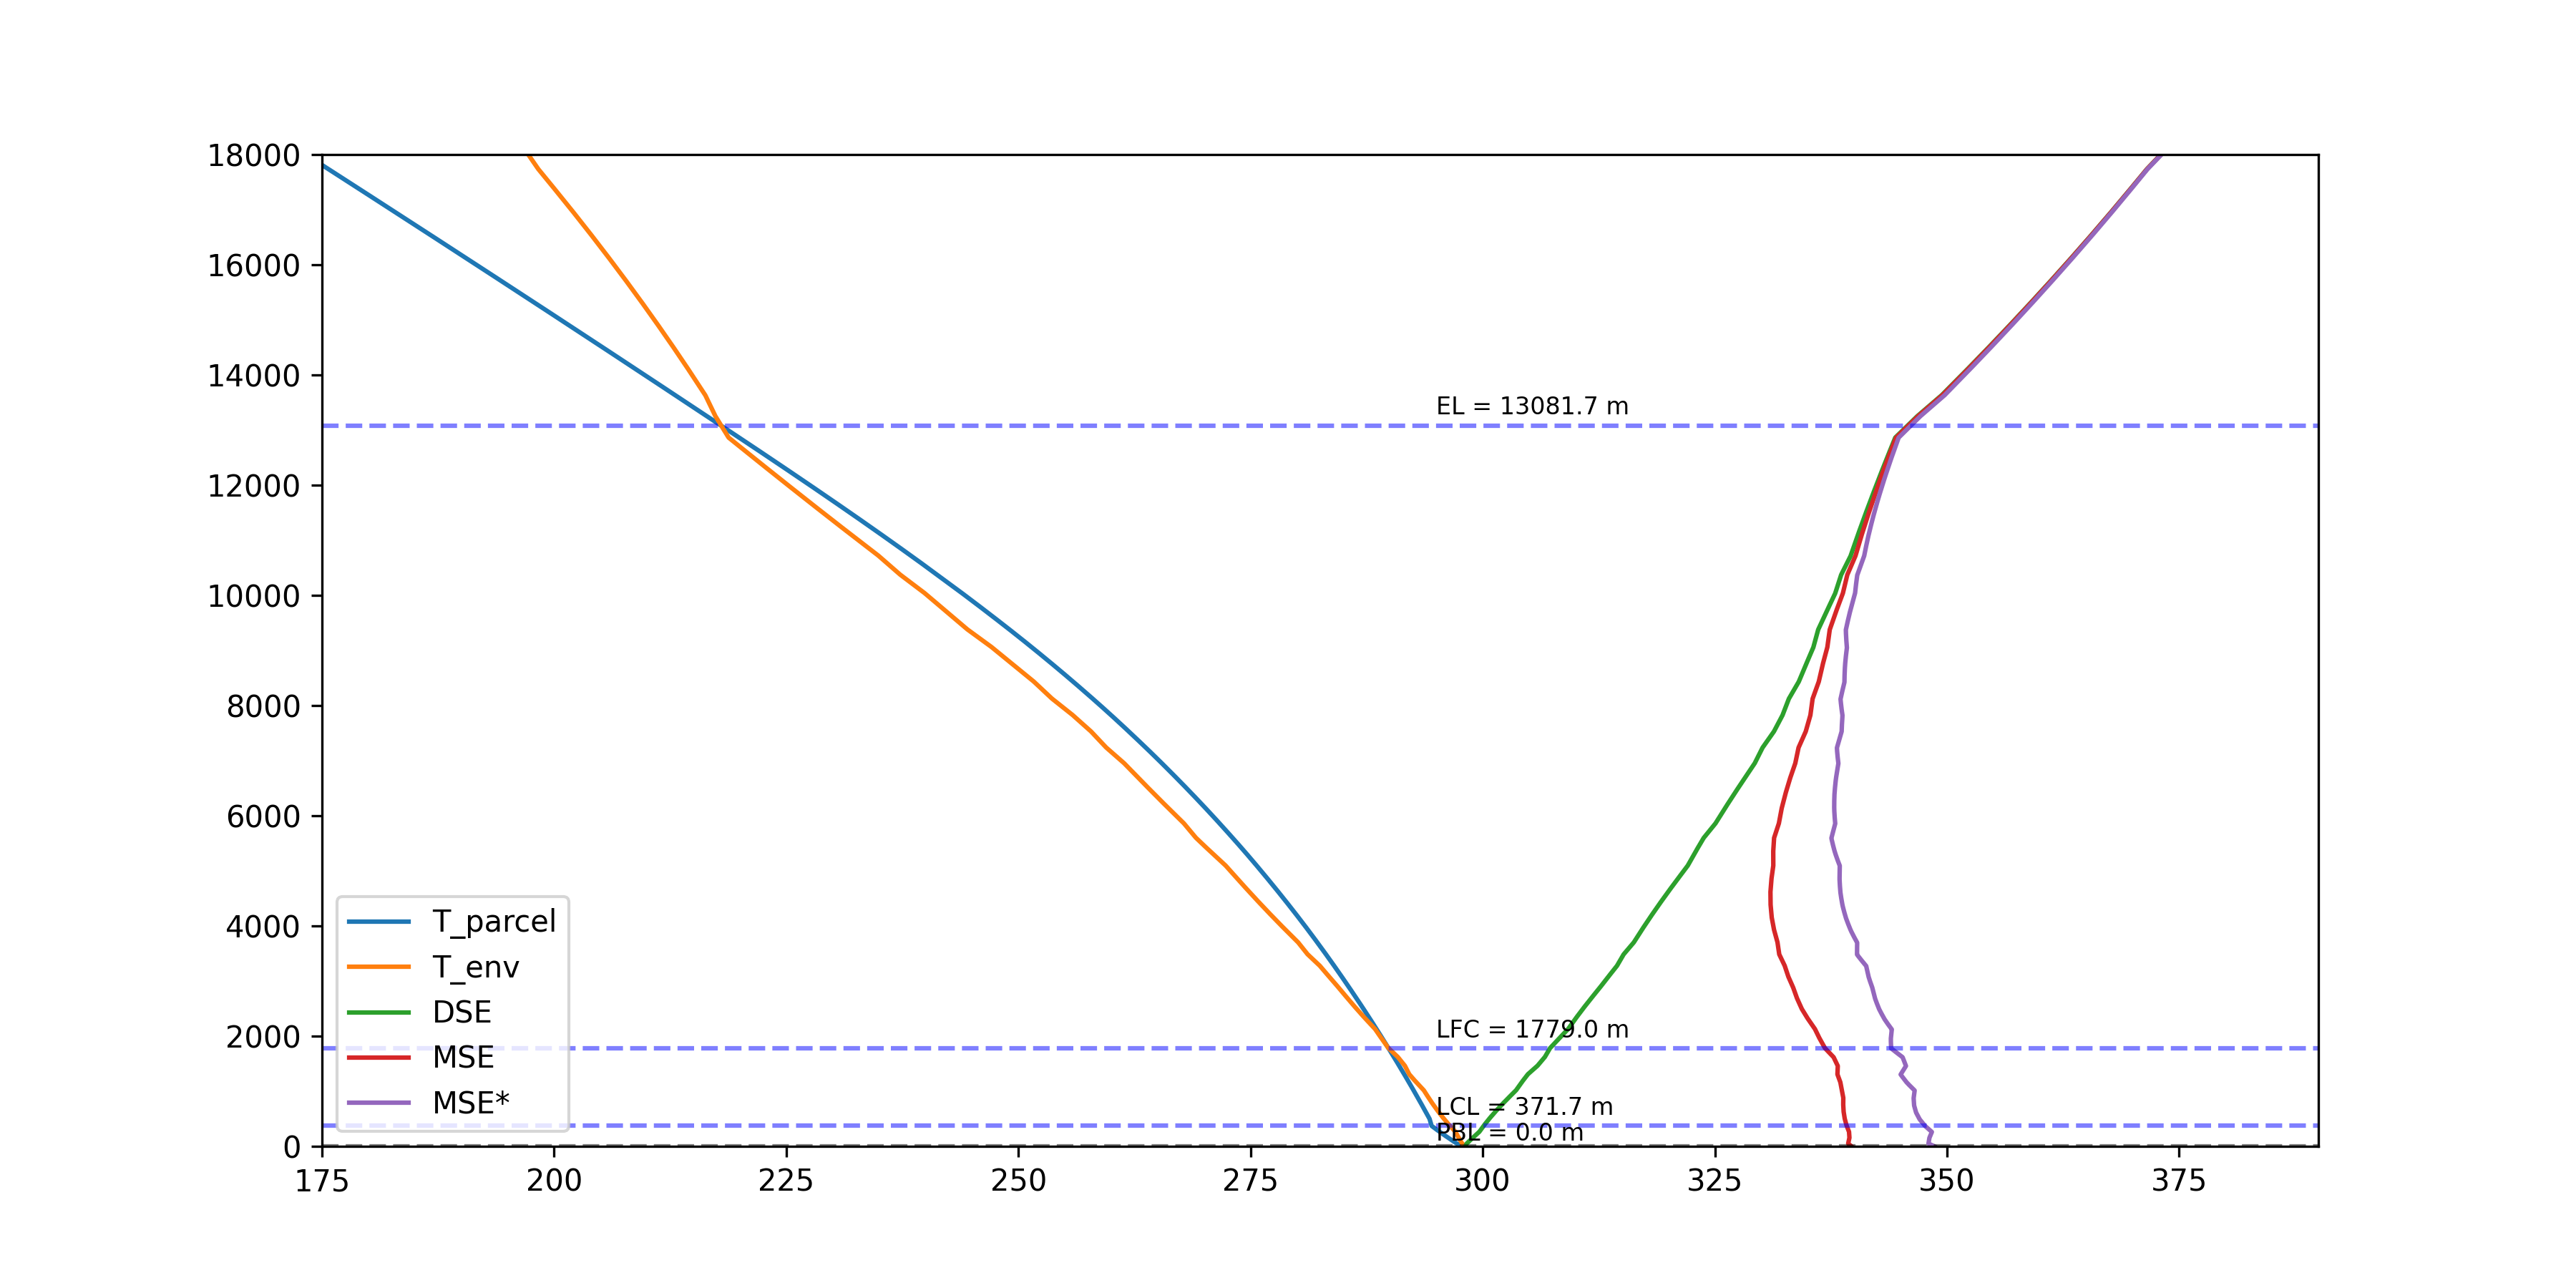 18000
16000
14000
EL = 13081.7 m
12000
10000
8000
6000
4000
2000
0
T_parcel
T_env
DSE
MSE
MSE*
LFC = 1779.0 m
LCL = 371.7 m
PBL = 0.0 m
175 200 225 250 275 300 325 350 375